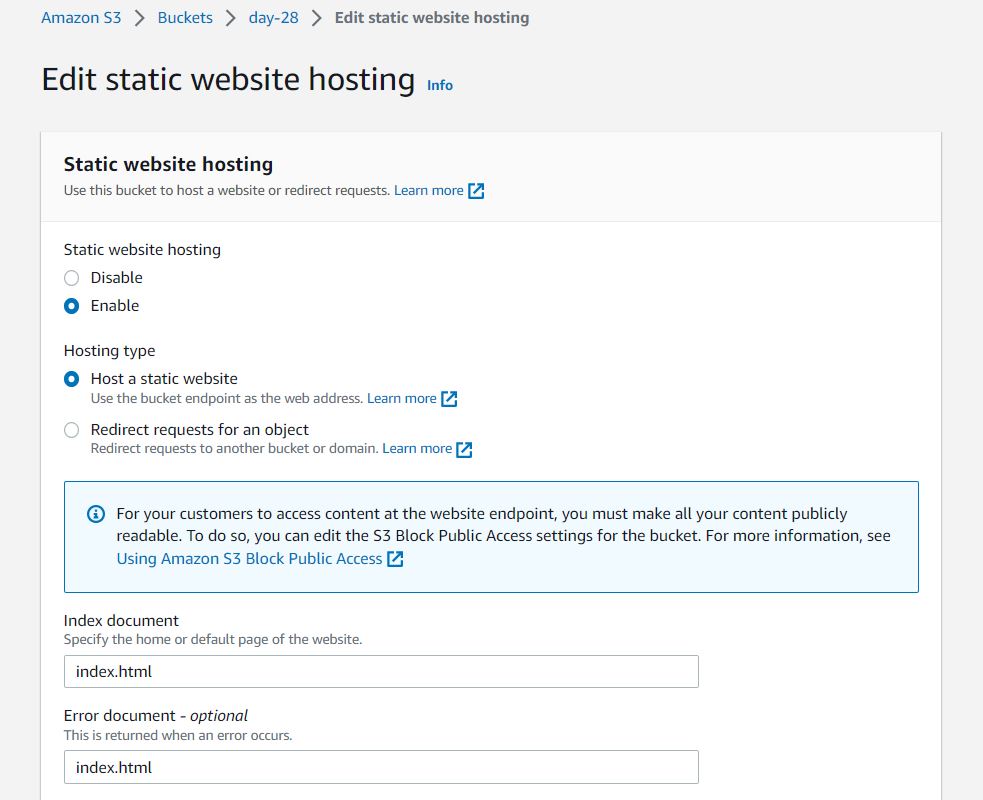 Amazon S3 > Buckets > day-28 > Edit static website hosting
Edit static website hosting Info
Static website hosting
Use this bucket to host a website or redirect requests. Learn more
Static website hosting
Disable
Enable
Hosting type
Host a static website
Use the bucket endpoint as the web address. Learn more
Redirect requests for an object
Redirect requests to another bucket or domain. Learn more
For your customers to access content at the website endpoint, you must make all your content publicly
readable. To do so, you can edit the S3 Block Public Access settings for the bucket. For more information, see
Using Amazon S3 Block Public Access
Index document
Specify the home or default page of the website.
index.html
Error document - optional
This is returned when an error occurs.
index.html